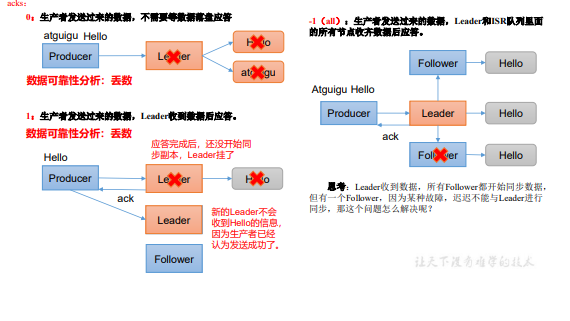 acks:
0：生产者发送过来的数据，不需要等数据落盘应答
atguigu Hello
Producer
Leader
Hello
atguigu
数据可靠性分析：丢数
1：生产者发送过来的数据，Leader收到数据后应答。
数据可靠性分析：丢数
应答完成后，还没开始同
步副本，Leader挂了
Hello
Producer
Leader
Hello
ack
Leader
新的Leader不会
收到Hello的信息，
因为生产者已经
认为发送成功了。
Follower
-1（all）：生产者发送过来的数据，Leader和ISR队列里面
的所有节点收齐数据后应答。
Follower
Hello
Atguigu Hello
Producer
Leader
Hello
ack
Follower
Hello
思考：Leader收到数据，所有Follower都开始同步数据，
但有一个Follower，因为某种故障，迟迟不能与Leader进行
同步，那这个问题怎么解决呢？
让天下没有难学的技术